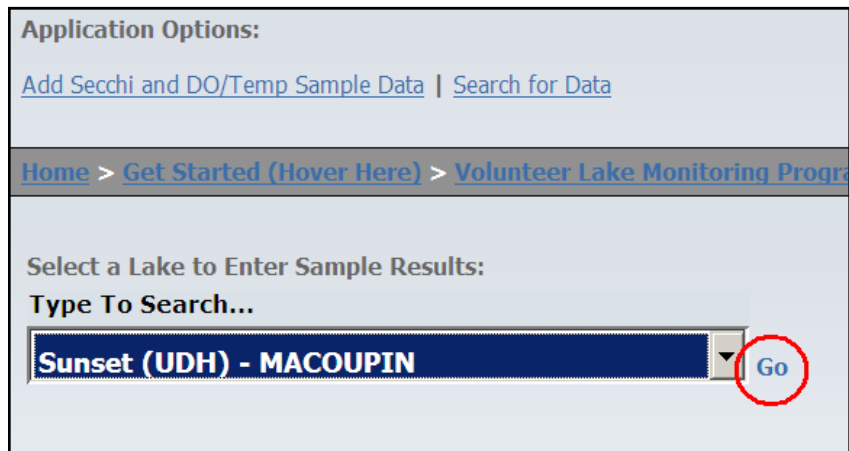 Application Options:
Add Secchi and DO/Temp Sample Data | Search for Data
Home > Get Started (Hover Here) > Volunteer Lake Monitoring Progra
Select a Lake to Enter Sample Results:
Type To Search...
Sunset (UDH) - MACOUPIN
Go